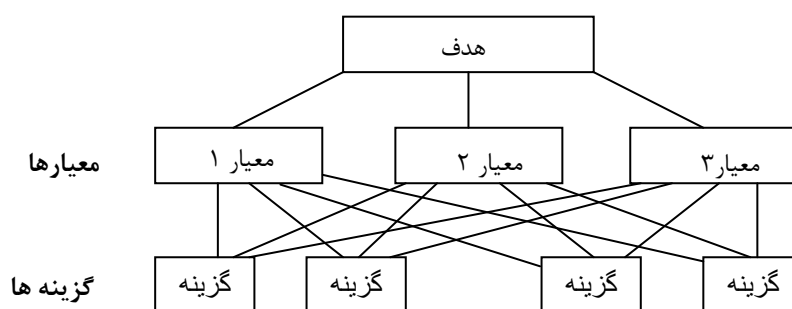 هدف
معیارها
معیار ۱
معیار ۲
معیار۳
گزینه ها
گزینه
گزینه
گزینه
گزینه